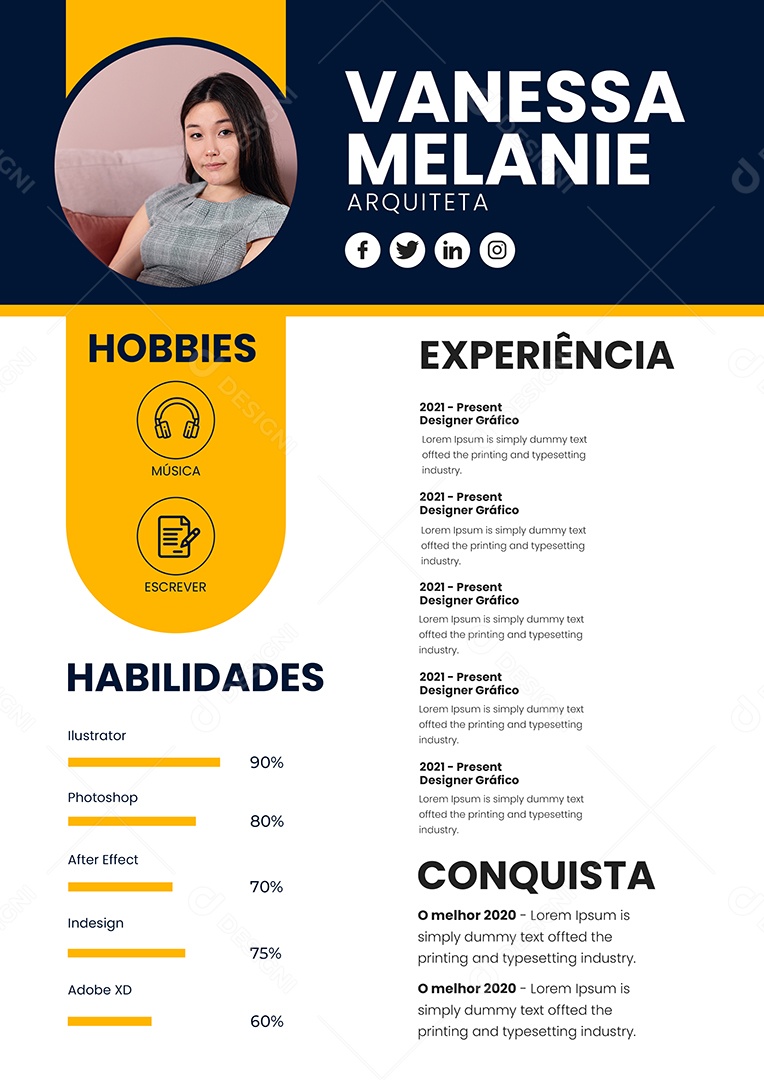 VANESSA
MELANIE
ARQUITETA
HOBBIES
MÚSICA
ESCREVER
HABILIDADES
Ilustrator
90%
Photoshop
80%
After Effect
70%
Indesign
75%
Adobe XD
60%
EXPERIÊNCIA
2021 - Present
Designer Gráfico
Lorem Ipsum is simply dummy text
offted the printing and typesetting
industry.
2021 - Present
Designer Gráfico
Lorem Ipsum is simply dummy text
offted the printing and typesetting
industry.
2021 - Present
Designer Gráfico
Lorem Ipsum is simply dummy text
offted the printing and typesetting
industry.
2021 - Present
Designer Gráfico
Lorem Ipsum is simply dummy text
offted the printing and typesetting
industry.
2021 - Present
Designer Gráfico
Lorem Ipsum is simply dummy text
offted the printing and typesetting
industry.
CONQUISTA
O melhor 2020 - Lorem Ipsum is
simply dummy text offted the
printing and typesetting industry.
O melhor 2020 - Lorem Ipsum is
simply dummy text offted the
printing and typesetting industry.
DESIGNI